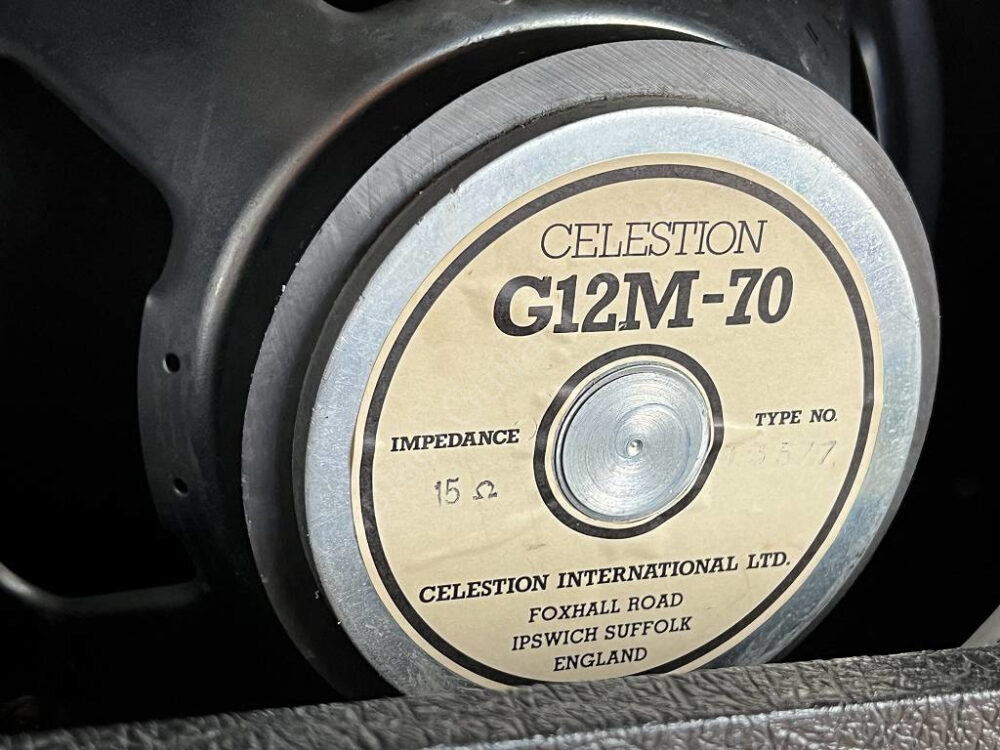 CELESTION
G12M-70
IMPEDANCE
TYPE NO.
15 Ω
CELESTION INTERNATIONAL LTD.
FOXHALL ROAD
IPSWICH SUFFOLK
ENGLAND